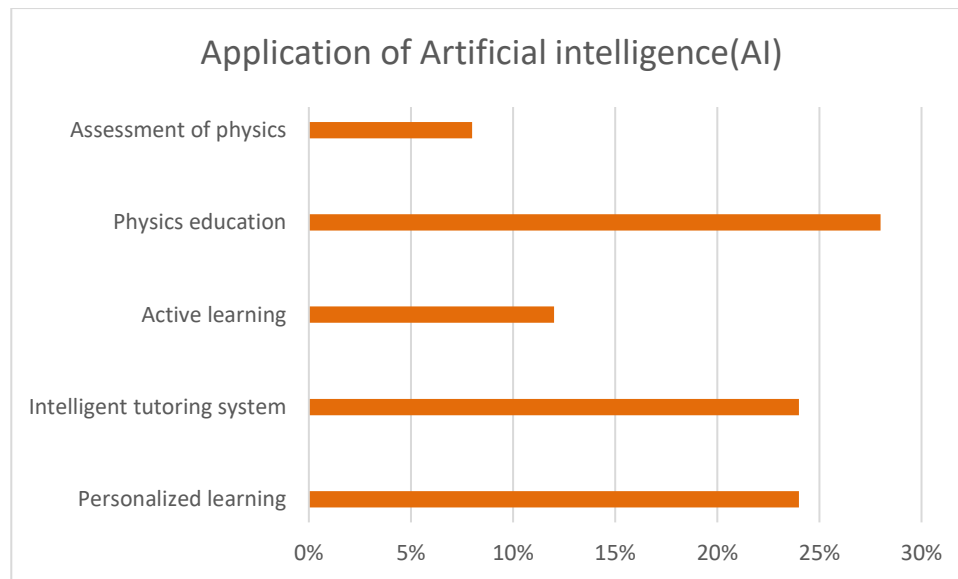 Application of Artificial intelligence(AI)
Assessment of physics
Physics education
Active learning
Intelligent tutoring system
Personalized learning
0% 5% 10% 15% 20% 25% 30%